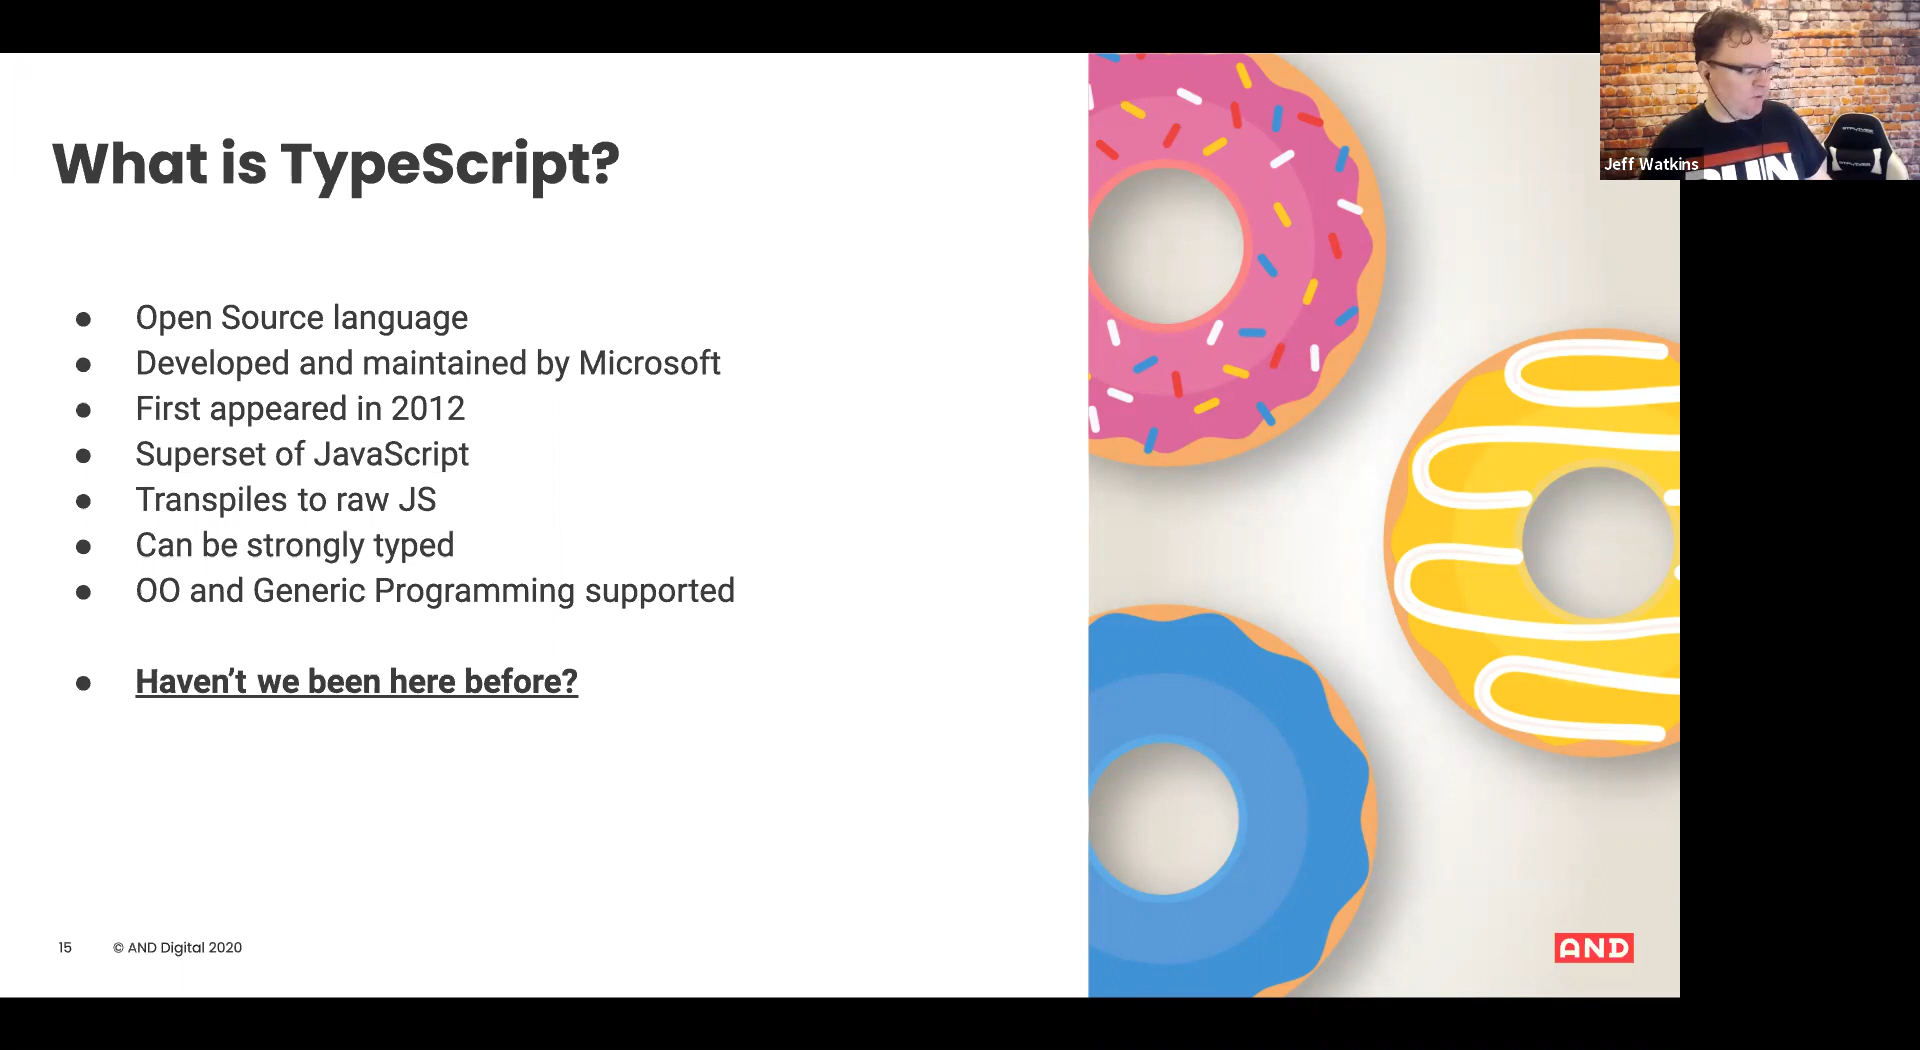 What is TypeScript?
● Open Source language
● Developed and maintained by Microsoft
● First appeared in 2012
● Superset of JavaScript
● Transpiles to raw JS
● Can be strongly typed
● OO and Generic Programming supported
● Haven’t we been here before?
15 © AND Digital 2020
AND
Jeff Watkins